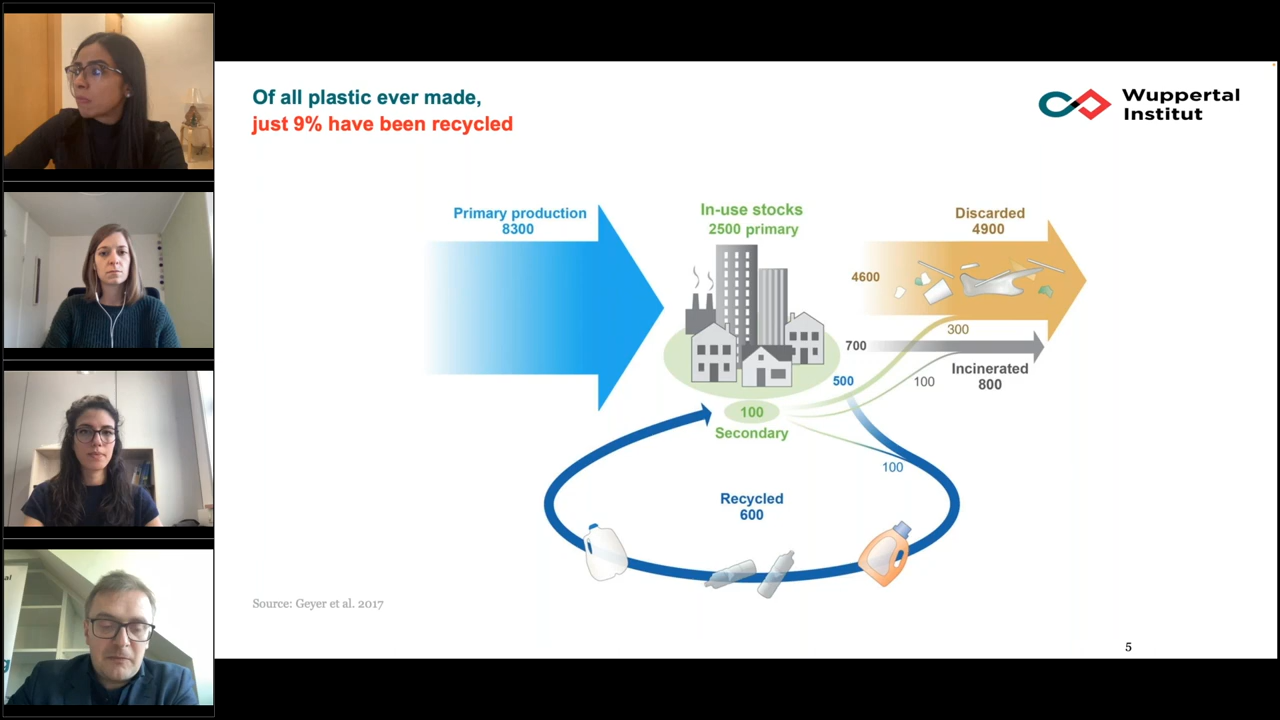 Of all plastic ever made,
just 9% have been recycled
Wuppertal
Institut
Primary production
8300
In-use stocks
2500 primary
Discarded
4900
4600
300
700
Incinerated
800
500
100
100
Secondary
100
Recycled
600
Source: Geyer et al. 2017
5
al
g